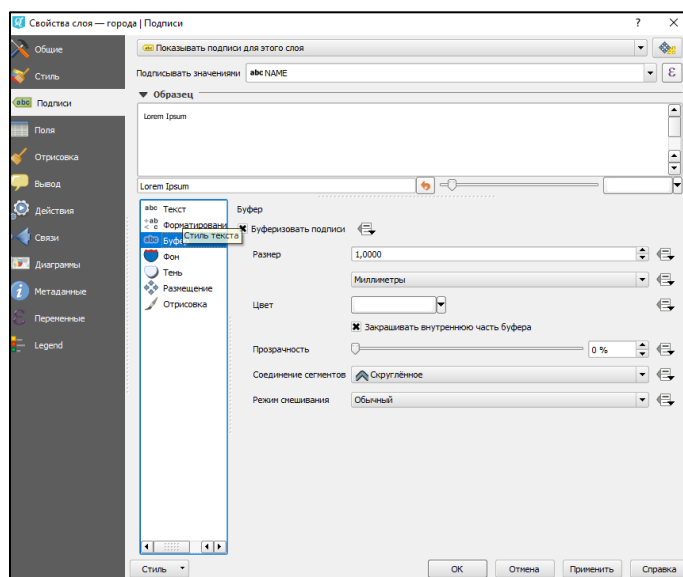 Свойства слоя — города | Подписи
?
X
Общие
Стиль
abc Подписи
Поля
Отрисовка
Вывод
Действия
Связи
Диаграммы
Метаданные
Переменные
Legend
Показывать подписи для этого слоя
Подписывать значениями abc NAME
ε
▼ Образец
Lorem Ipsum
Lorem Ipsum
abc Текст
+ab < c Форматировани
abc Буфер
Стиль текста
Фон
Тень
Размещение
Отрисовка
Буфер
Буферизовать подписи
Размер 1,0000
Миллиметры
Цвет
Закрашивать внутреннюю часть буфера
Прозрачность 0 %
Соединение сегментов Скруглённое
Режим смешивания Обычный
Стиль
OK
Отмена
Применить
Справка